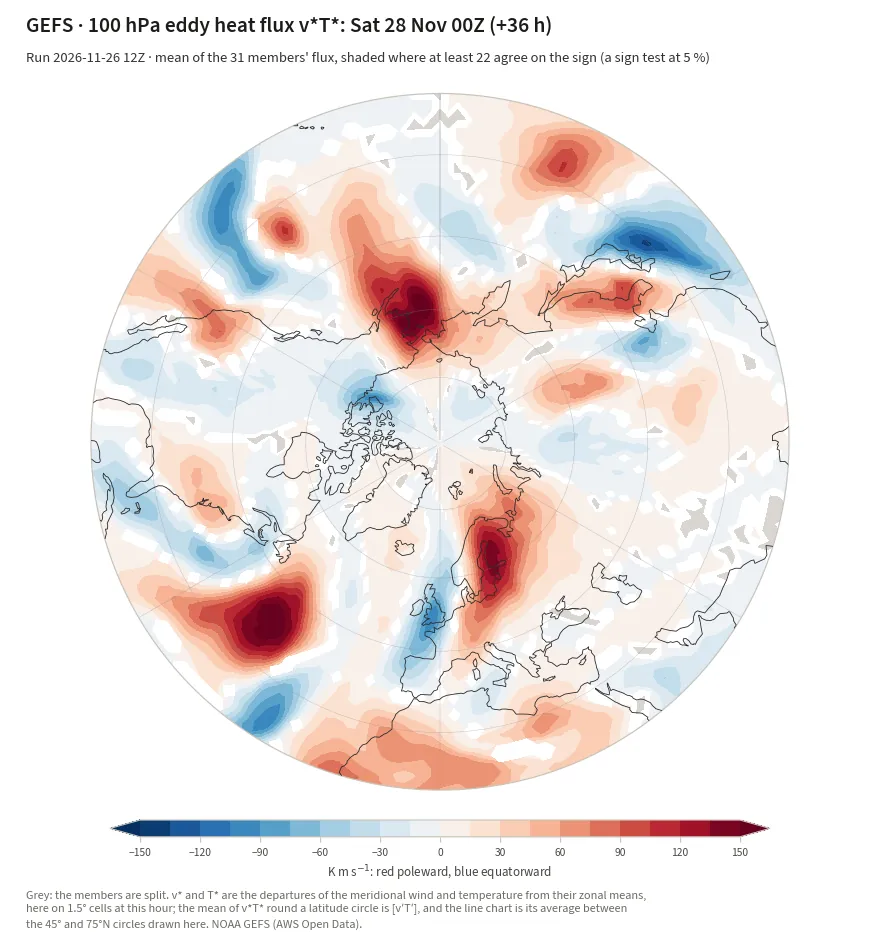 GEFS · 100 hPa eddy heat flux v*T*: Sat 28 Nov 00Z (+36 h)
Run 2026-11-26 12Z · mean of the 31 members' flux, shaded where at least 22 agree on the sign (a sign test at 5 %)
−150 −120 −90 −60 −30 0 30 60 90 120 150
K m s⁻¹: red poleward, blue equatorward
Grey: the members are split. v* and T* are the departures of the meridional wind and temperature from their zonal means,
here on 1.5° cells at this hour; the mean of v*T* round a latitude circle is [v'T'], and the line chart is its average between
the 45° and 75°N circles drawn here. NOAA GEFS (AWS Open Data).